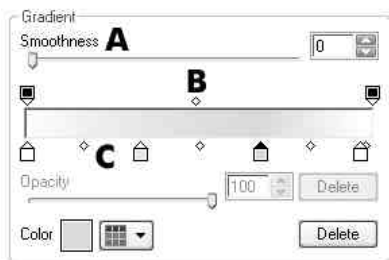 Gradient
Smoothness A
0
B
C
Opacity
100
Delete
Color
Delete